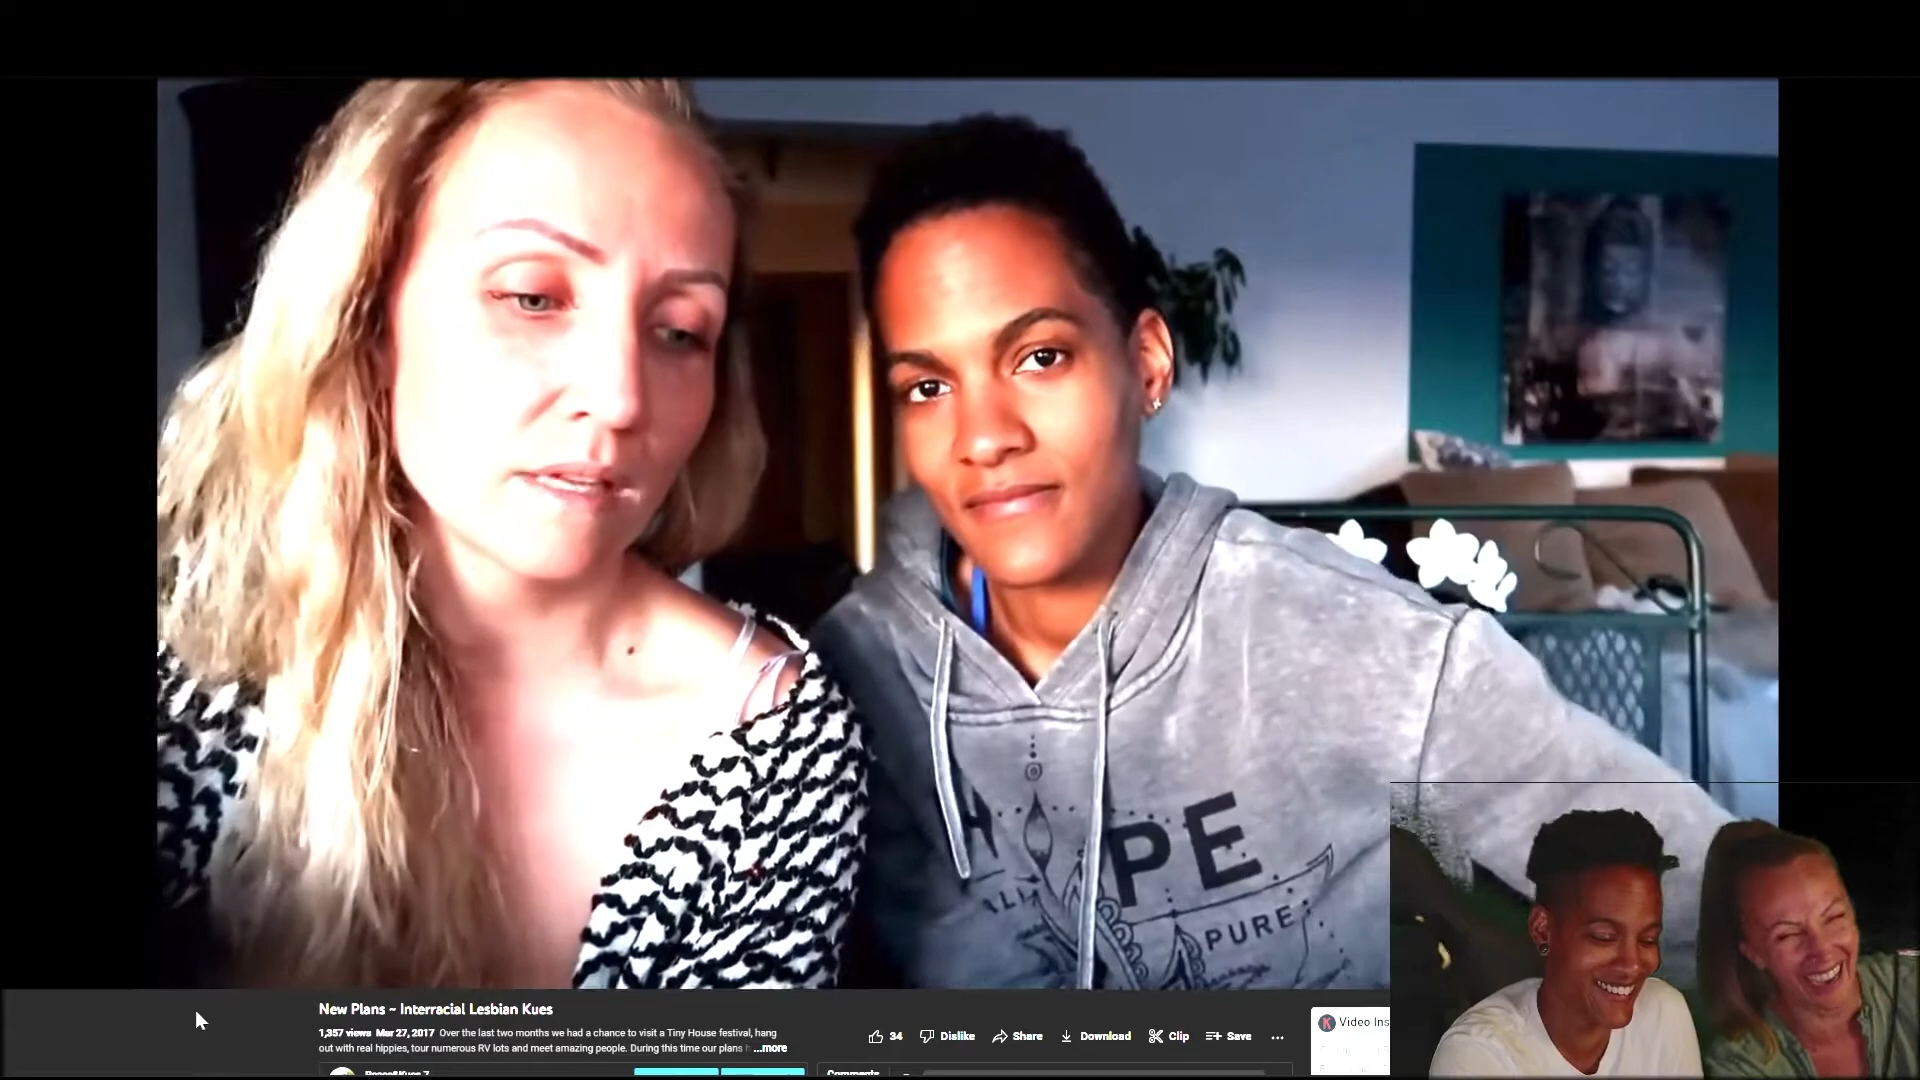 PE
PURE
New Plans ~ Interracial Lesbian Kues
1,357 views Mar 27, 2017 Over the last two months we had a chance to visit a Tiny House festival, hang
out with real hippies, tour numerous RV lots and meet amazing people. During this time our plans h ...more
34 Dislike Share Download Clip Save ...
K Video Ins
Comments